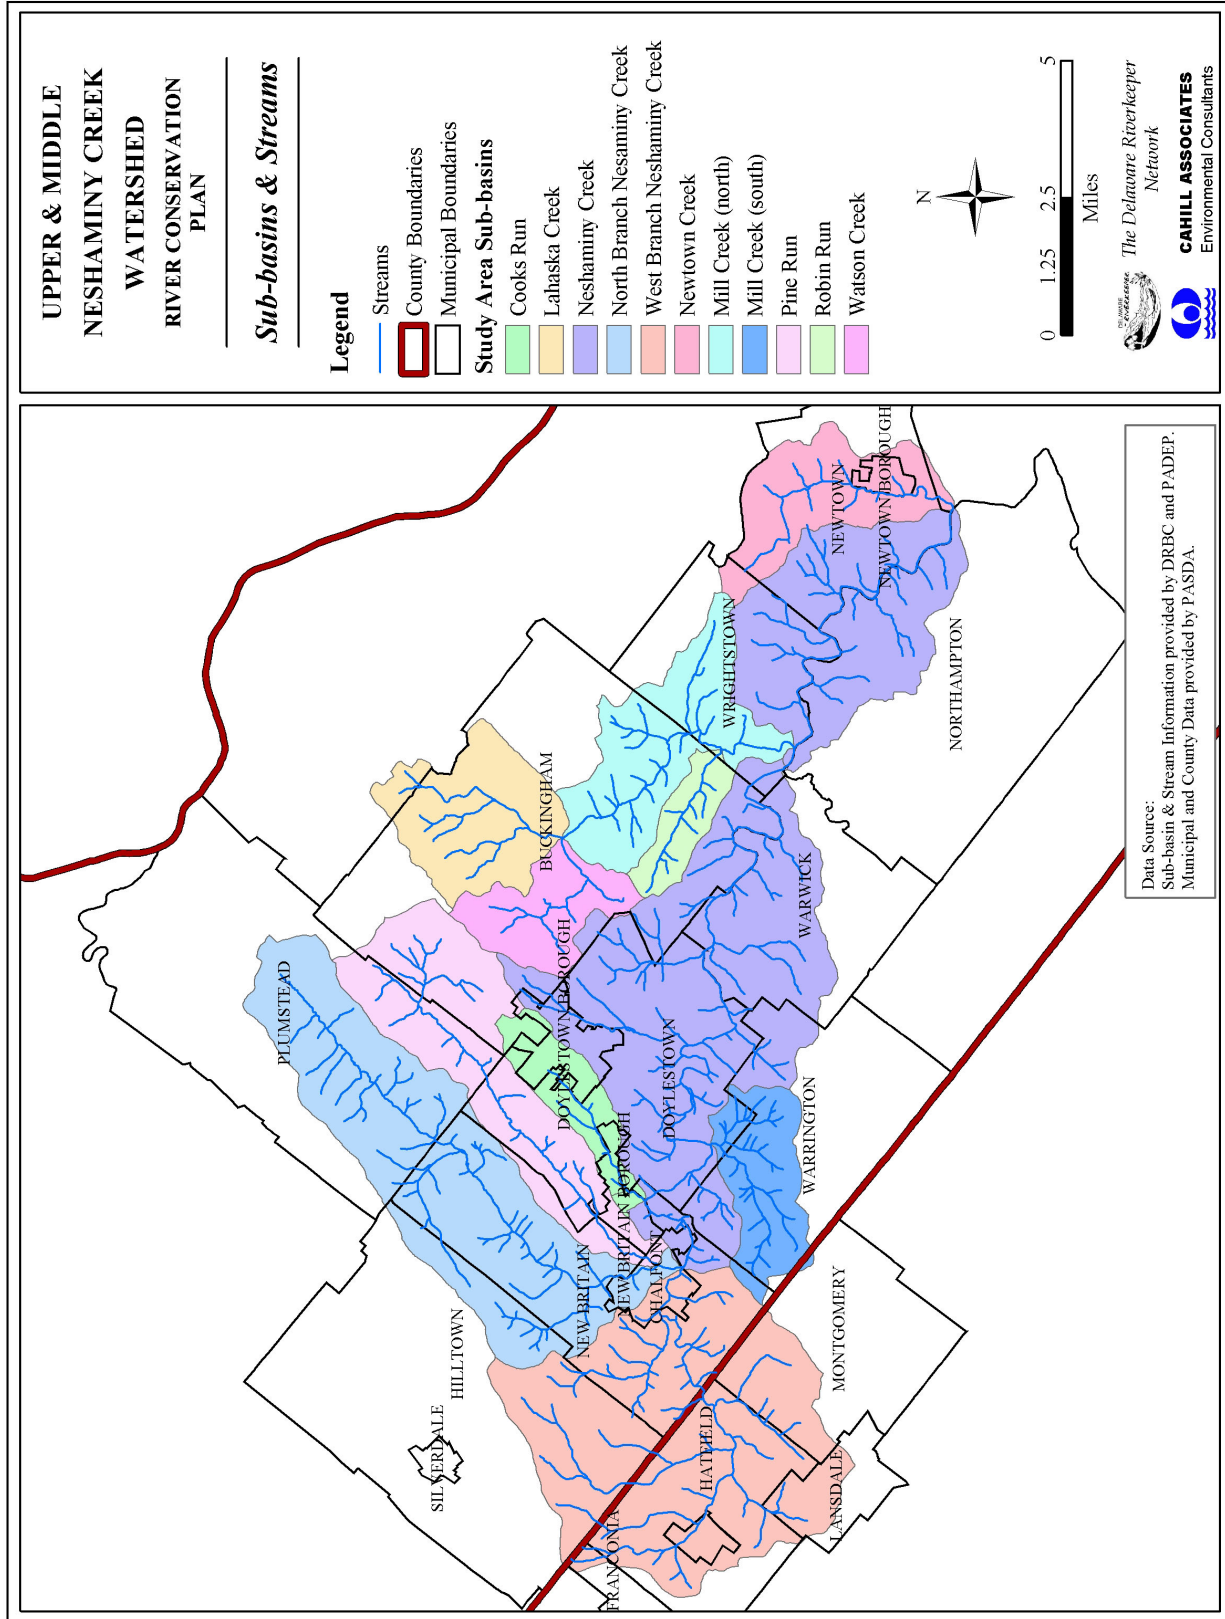 UPPER & MIDDLE
NESHAMINY CREEK
WATERSHED
RIVER CONSERVATION
PLAN
Sub-basins & Streams
Legend
Streams
County Boundaries
Municipal Boundaries
Study Area Sub-basins
Cooks Run
Lahaska Creek
Neshaminy Creek
North Branch Nesaminy Creek
West Branch Neshaminy Creek
Newtown Creek
Mill Creek (north)
Mill Creek (south)
Pine Run
Robin Run
Watson Creek
N
0 1.25 2.5 5
Miles
DELAWARE
RIVERKEEPER
The Delaware Riverkeeper
Network
CAHILL ASSOCIATES
Environmental Consultants
PLUMSTEAD
SILVERDALE
HILLTOWN
BUCKINGHAM
DOYLESTOWN BOROUGH
NEW BRITAIN
FRANCONIA
NEW BRITAIN BOROUGH
CHALFONT
DOYLESTOWN
HATFIELD
WRIGHTSTOWN
WARWICK
WARRINGTON
MONTGOMERY
LANSDALE
NEWTOWN
NEWTOWN BOROUGH
NORTHAMPTON
Data Source:
Sub-basin & Stream Information provided by DRBC and PADEP.
Municipal and County Data provided by PASDA.